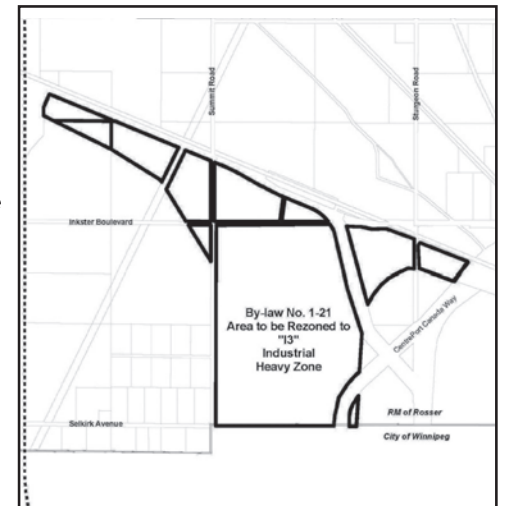 Summit Road
Sturgeon Road
Inkster Boulevard
By-law No. 1-21
Area to be Rezoned to
"I3"
Industrial
Heavy Zone
CentrePort Canada Way
RM of Rosser
Selkirk Avenue
City of Winnipeg